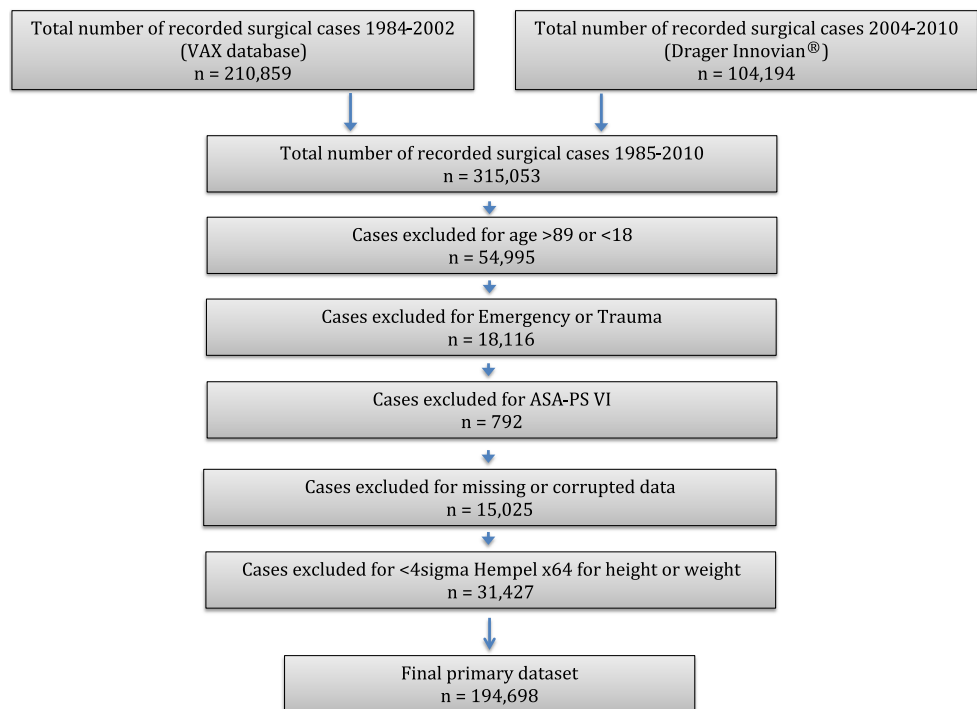 Total number of recorded surgical cases 1984-2002
(VAX database)
n = 210,859
Total number of recorded surgical cases 2004-2010
(Drager Innovian®)
n = 104,194
Total number of recorded surgical cases 1985-2010
n = 315,053
Cases excluded for age >89 or <18
n = 54,995
Cases excluded for Emergency or Trauma
n = 18,116
Cases excluded for ASA-PS VI
n = 792
Cases excluded for missing or corrupted data
n = 15,025
Cases excluded for <4sigma Hempel x64 for height or weight
n = 31,427
Final primary dataset
n = 194,698